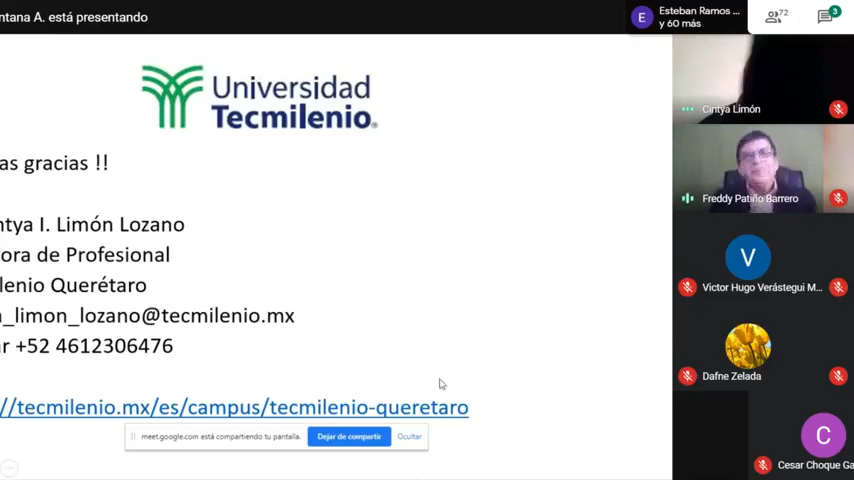 ntana A. está presentando
E
Esteban Ramos ...
y 60 más
72
3
Universidad
Tecmilenio®
as gracias !!
ntya I. Limón Lozano
ora de Profesional
lenio Querétaro
_limon_lozano@tecmilenio.mx
r +52 4612306476
//tecmilenio.mx/es/campus/tecmilenio-queretaro
meet.google.com está compartiendo tu pantalla.
Dejar de compartir
Ocultar
Cintya Limón
Freddy Patiño Barrero
V
Victor Hugo Verástegui M...
Dafne Zelada
C
Cesar Choque Ga